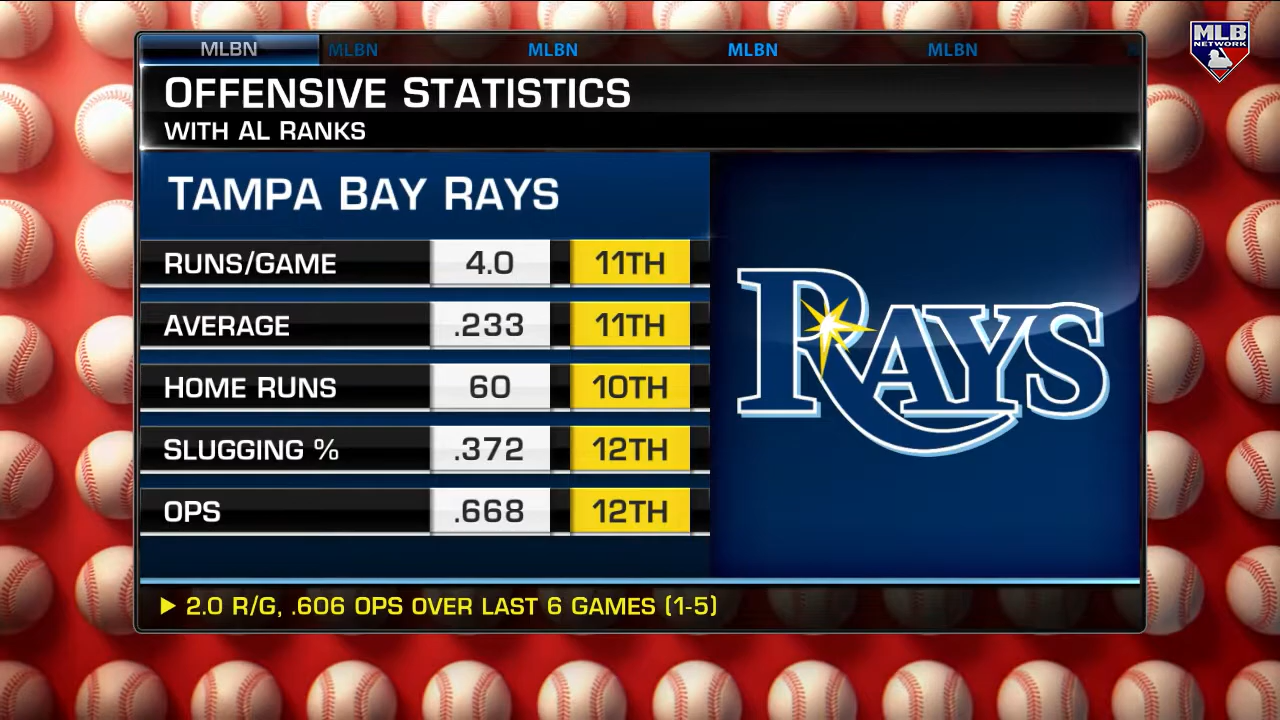 MLBN MLBN MLBN MLBN MLBN
MLB
NETWORK
OFFENSIVE STATISTICS
WITH AL RANKS
TAMPA BAY RAYS
RUNS/GAME 4.0 11TH
AVERAGE .233 11TH
HOME RUNS 60 10TH
SLUGGING % .372 12TH
OPS .668 12TH
RAYS
▶ 2.0 R/G, .606 OPS OVER LAST 6 GAMES (1-5)